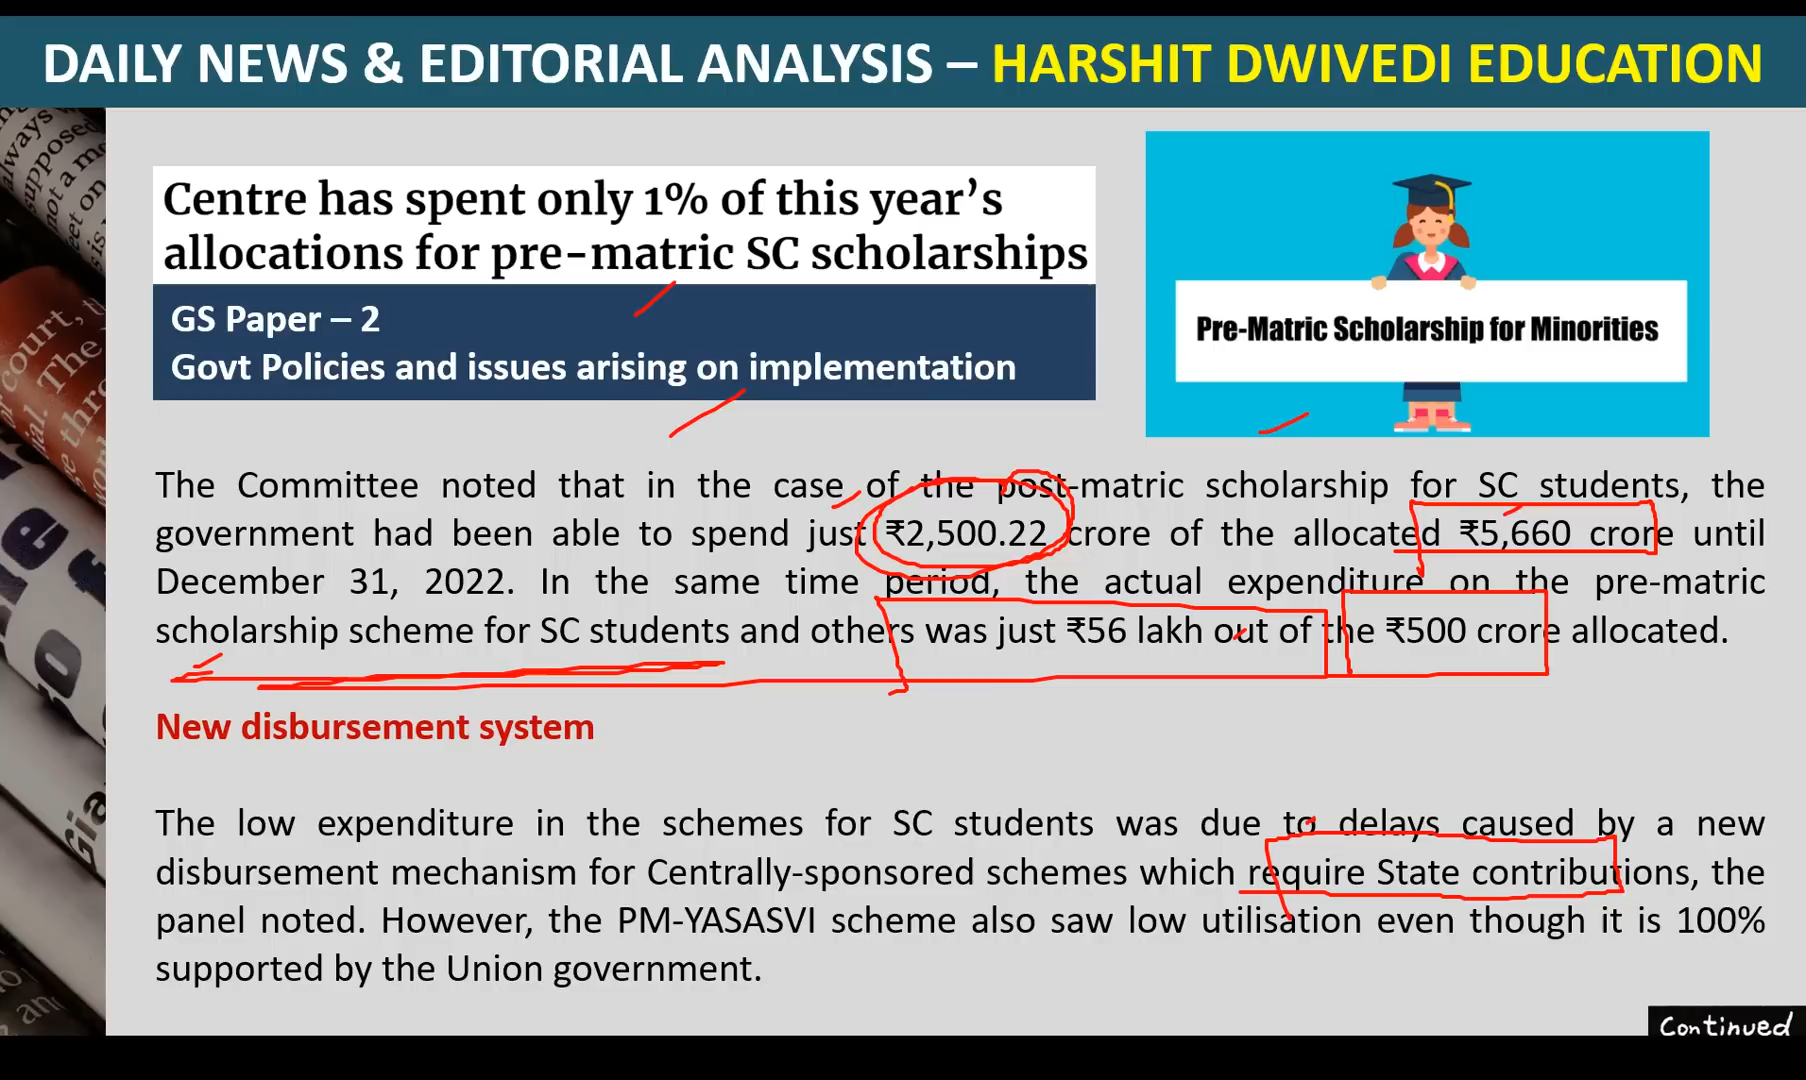 DAILY NEWS & EDITORIAL ANALYSIS – HARSHIT DWIVEDI EDUCATION
Centre has spent only 1% of this year’s
allocations for pre-matric SC scholarships
GS Paper – 2
Govt Policies and issues arising on implementation
Pre-Matric Scholarship for Minorities
The Committee noted that in the case of the post-matric scholarship for SC students, the
government had been able to spend just ₹2,500.22 crore of the allocated ₹5,660 crore until
December 31, 2022. In the same time period, the actual expenditure on the pre-matric
scholarship scheme for SC students and others was just ₹56 lakh out of the ₹500 crore allocated.
New disbursement system
The low expenditure in the schemes for SC students was due to delays caused by a new
disbursement mechanism for Centrally-sponsored schemes which require State contributions, the
panel noted. However, the PM-YASASVI scheme also saw low utilisation even though it is 100%
supported by the Union government.
Continued